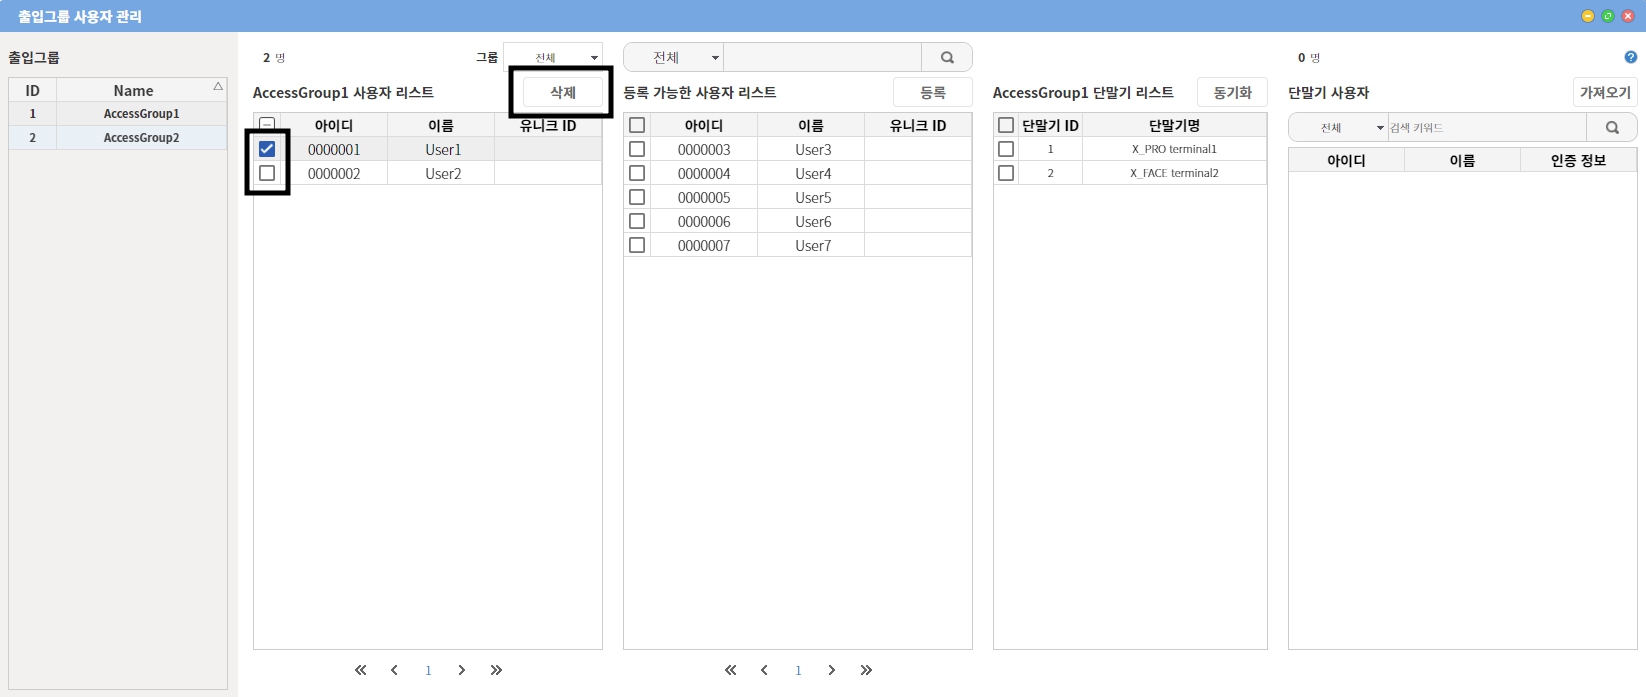 출입그룹 사용자 관리
출입그룹
ID Name
1 AccessGroup1
2 AccessGroup2
2 명 그룹 전체
AccessGroup1 사용자 리스트 삭제
아이디 이름 유니크 ID
0000001 User1
0000002 User2
1
전체
등록 가능한 사용자 리스트 등록
아이디 이름 유니크 ID
0000003 User3
0000004 User4
0000005 User5
0000006 User6
0000007 User7
1
AccessGroup1 단말기 리스트 동기화
단말기 ID 단말기명
1 X_PRO terminal1
2 X_FACE terminal2
0 명
단말기 사용자 가져오기
전체 검색 키워드
아이디 이름 인증 정보